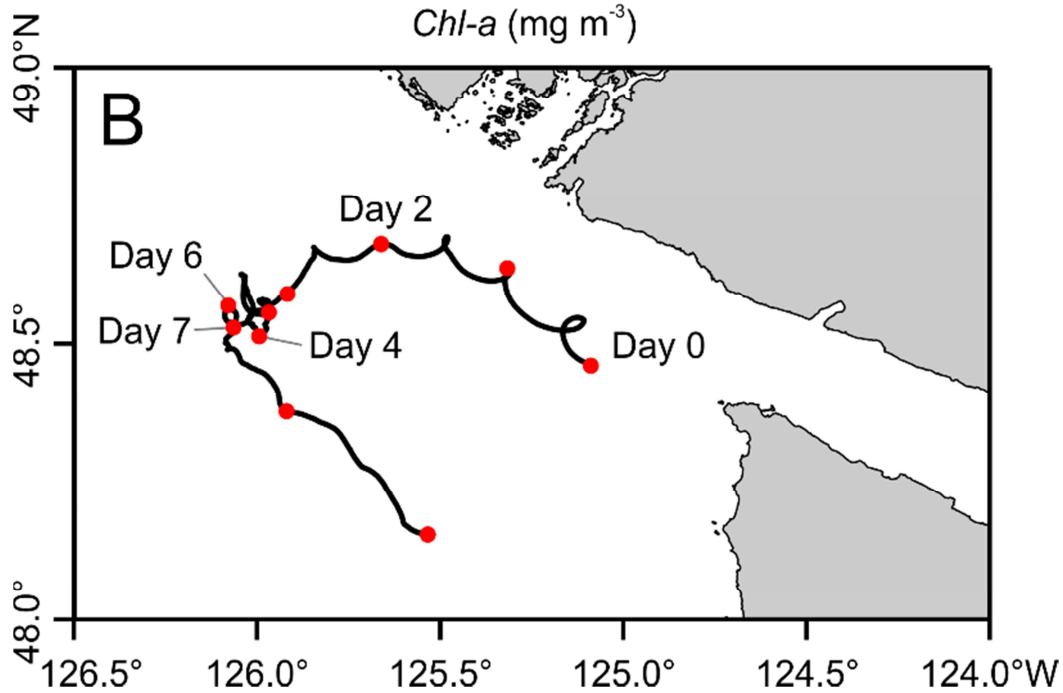 Chl-a (mg m-3)
49.0°N
B
Day 2
Day 6
Day 7
Day 4
Day 0
48.5°
48.0°
126.5°
126.0°
125.5°
125.0°
124.5°
124.0°W